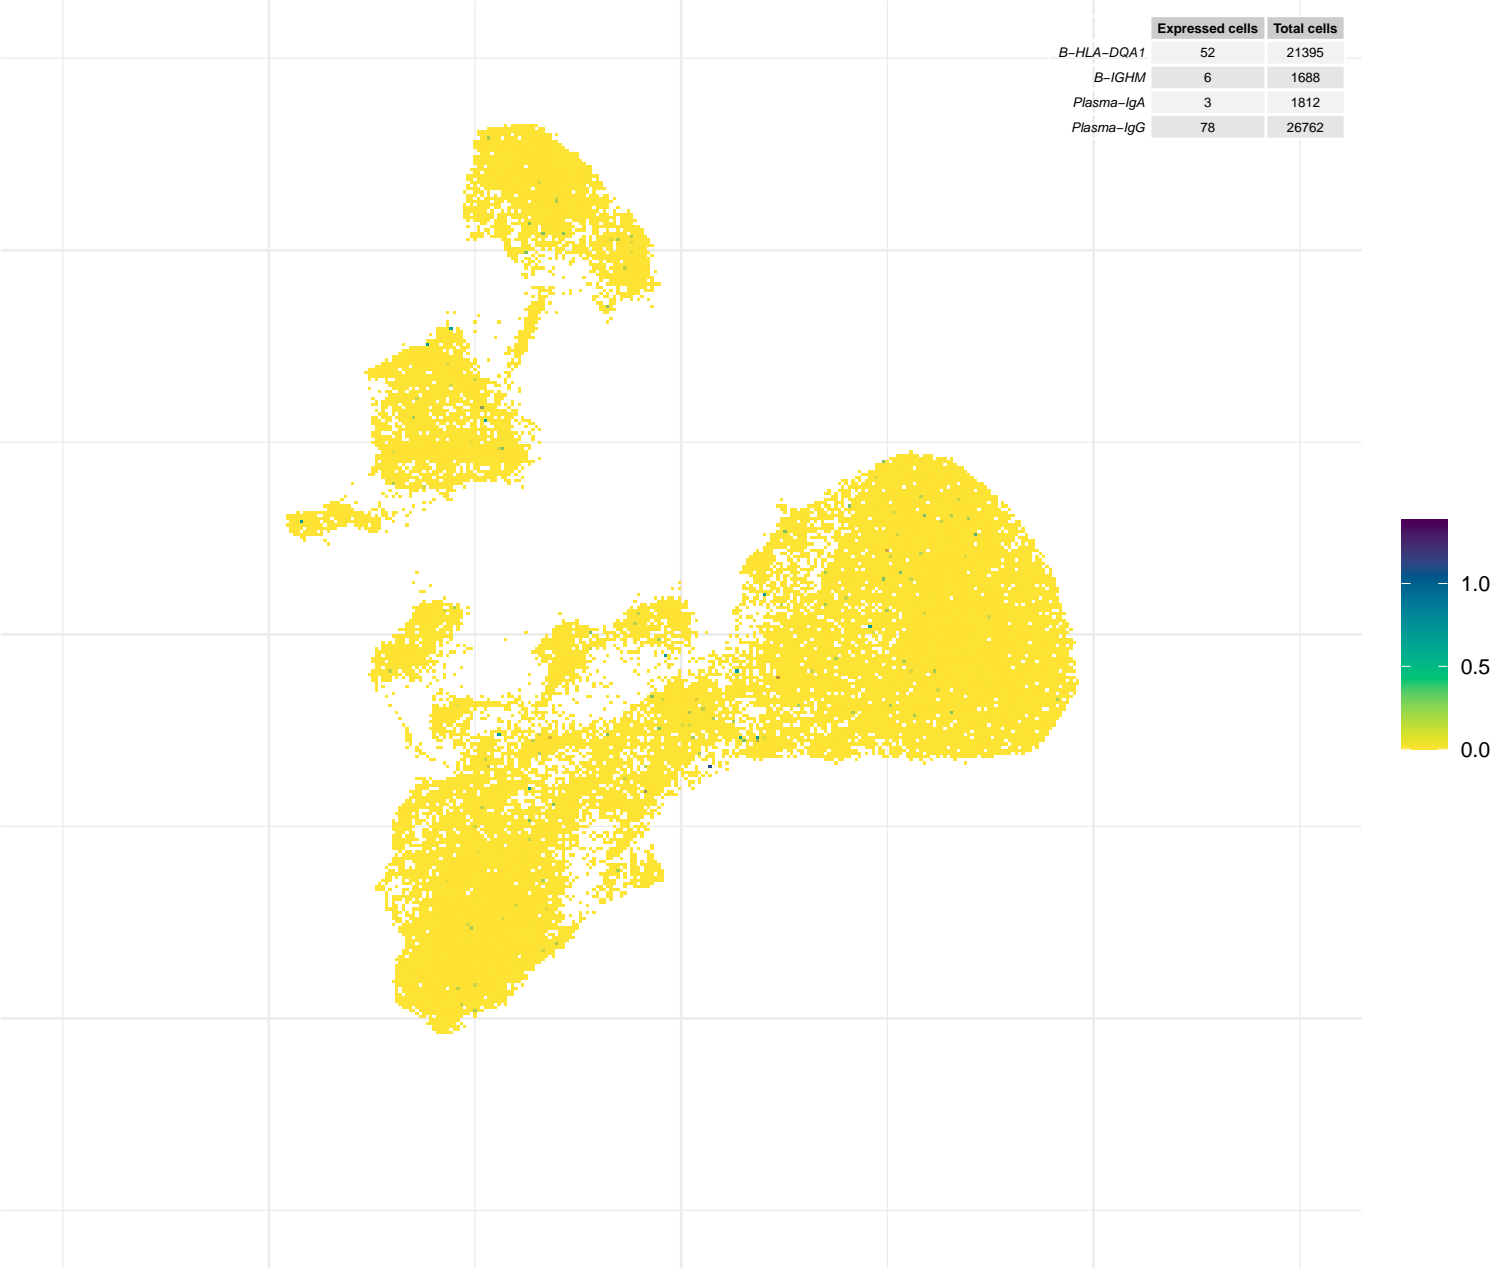 Expressed cells Total cells
B−HLA−DQA1 52 21395
B−IGHM 6 1688
Plasma−IgA 3 1812
Plasma−IgG 78 26762
1.0
0.5
0.0